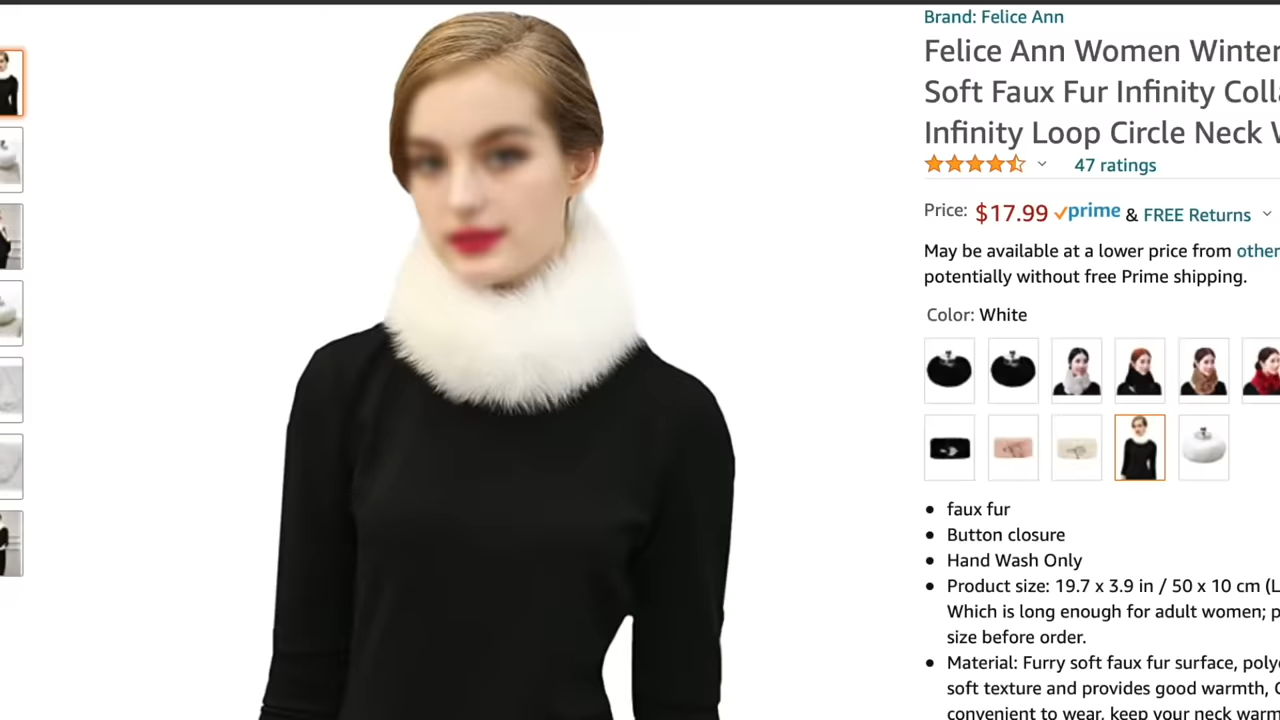 Brand: Felice Ann
Felice Ann Women Winter
Soft Faux Fur Infinity
Infinity Loop Circle Neck
47 ratings
Price: $17.99 prime & FREE Returns
May be available at a lower price from other
potentially without free Prime shipping.
Color: White
faux fur
Button closure
Hand Wash Only
Product size: 19.7 x 3.9 in / 50 x 10 cm (L
Which is long enough for adult women; p
size before order.
Material: Furry soft faux fur surface, poly
soft texture and provides good warmth,
convenient to wear, keep your neck warm